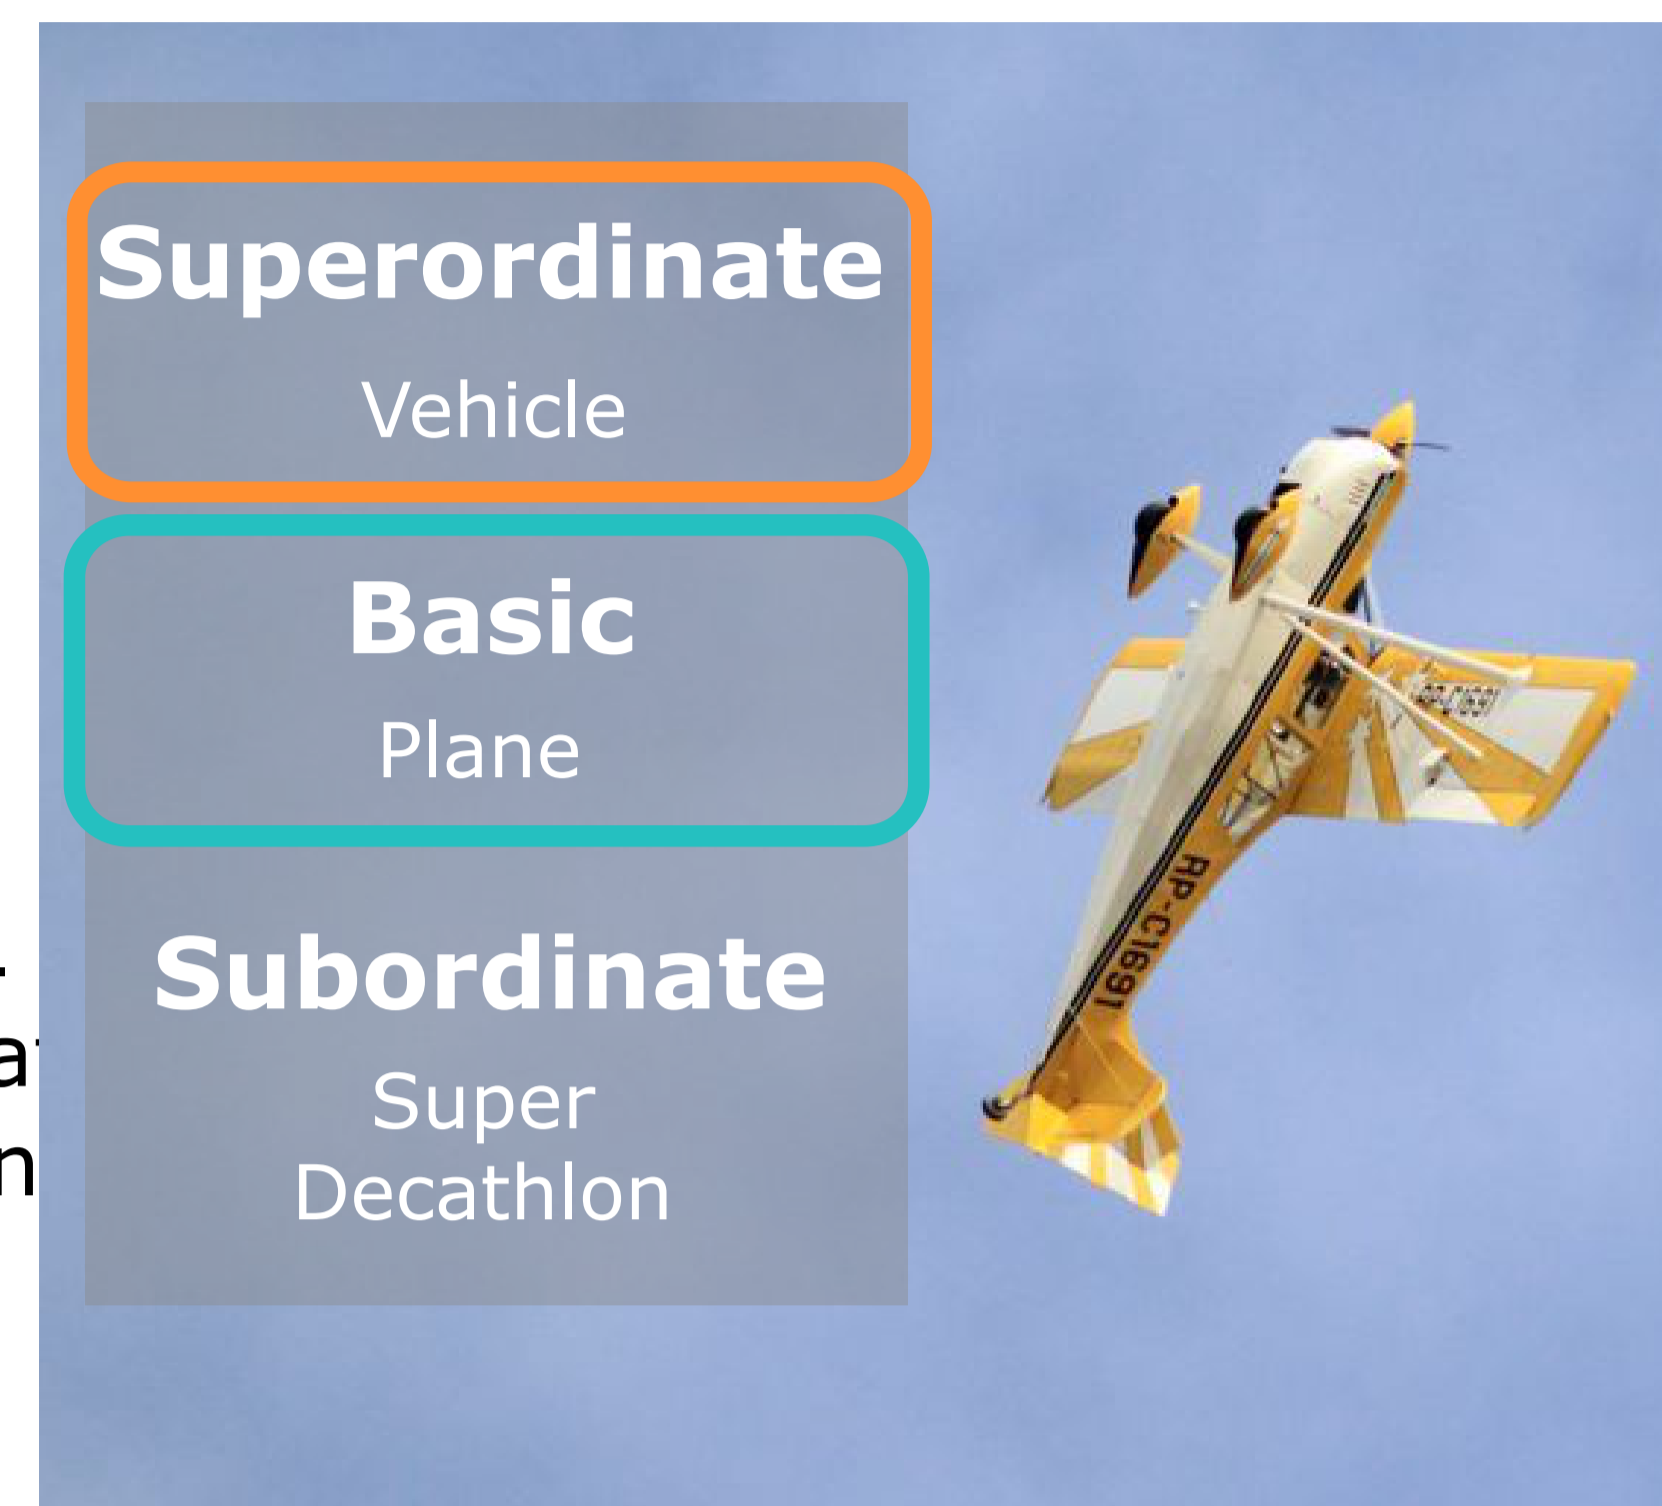 Superordinate
Vehicle
Basic
Plane
Subordinate
Super
Decathlon
RP-C1691